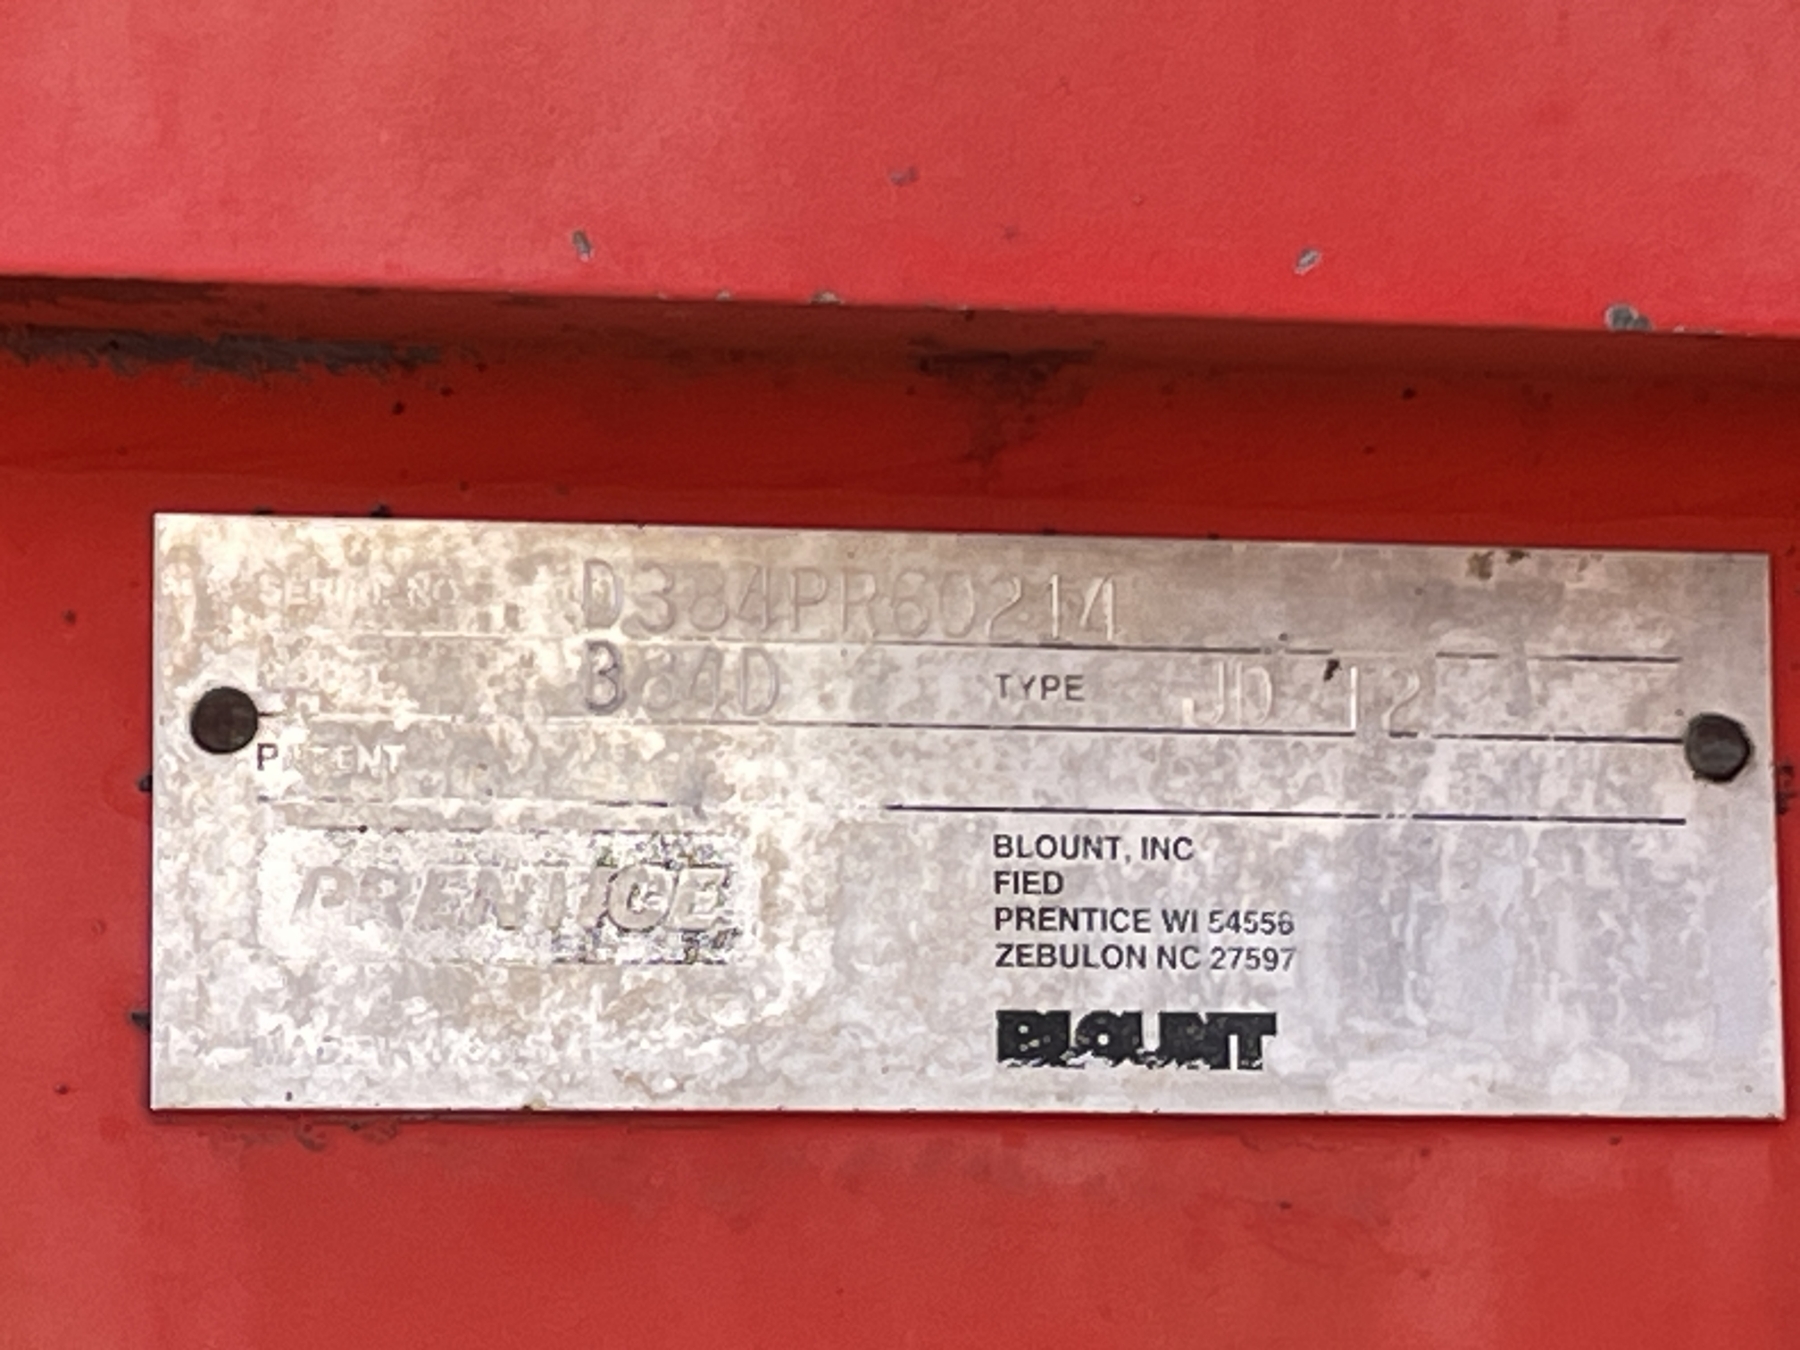 SERIAL NO. D384PR60214
384D TYPE JD 12
PATENT
PRENTICE
BLOUNT, INC
FIED
PRENTICE WI 54556
ZEBULON NC 27597
BLOUNT